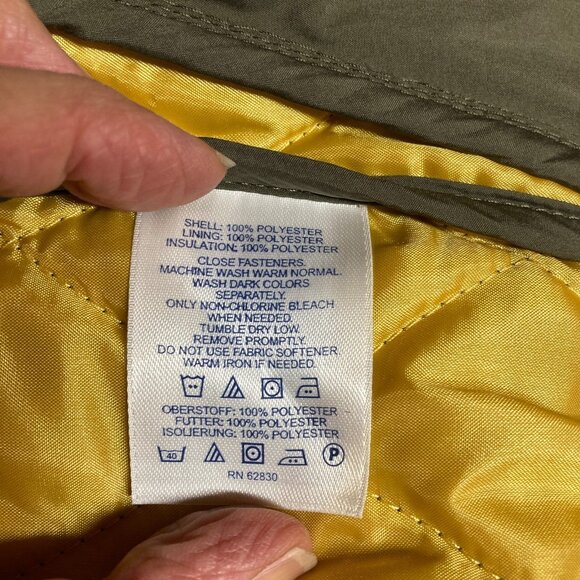 SHELL: 100% POLYESTER
LINING: 100% POLYESTER
INSULATION: 100% POLYESTER
CLOSE FASTENERS.
MACHINE WASH WARM NORMAL.
WASH DARK COLORS
SEPARATELY.
ONLY NON-CHLORINE BLEACH
WHEN NEEDED.
TUMBLE DRY LOW.
REMOVE PROMPTLY.
DO NOT USE FABRIC SOFTENER.
WARM IRON IF NEEDED.
OBERSTOFF: 100% POLYESTER
FUTTER: 100% POLYESTER
ISOLIERUNG: 100% POLYESTER
40 P
RN 62830